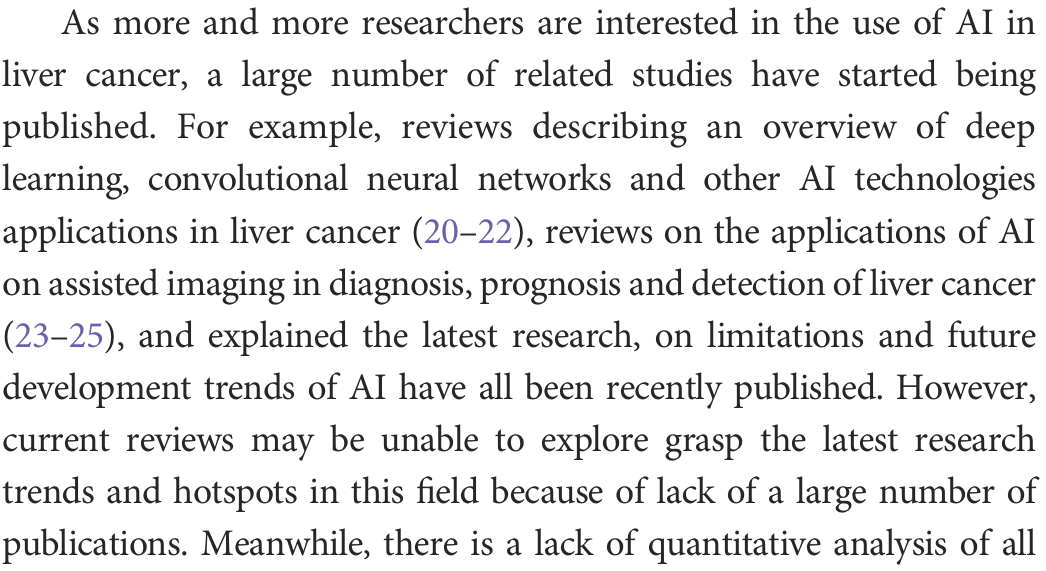 As more and more researchers are interested in the use of AI in
liver cancer, a large number of related studies have started being
published. For example, reviews describing an overview of deep
learning, convolutional neural networks and other AI technologies
applications in liver cancer (20–22), reviews on the applications of AI
on assisted imaging in diagnosis, prognosis and detection of liver cancer
(23–25), and explained the latest research, on limitations and future
development trends of AI have all been recently published. However,
current reviews may be unable to explore grasp the latest research
trends and hotspots in this field because of lack of a large number of
publications. Meanwhile, there is a lack of quantitative analysis of all